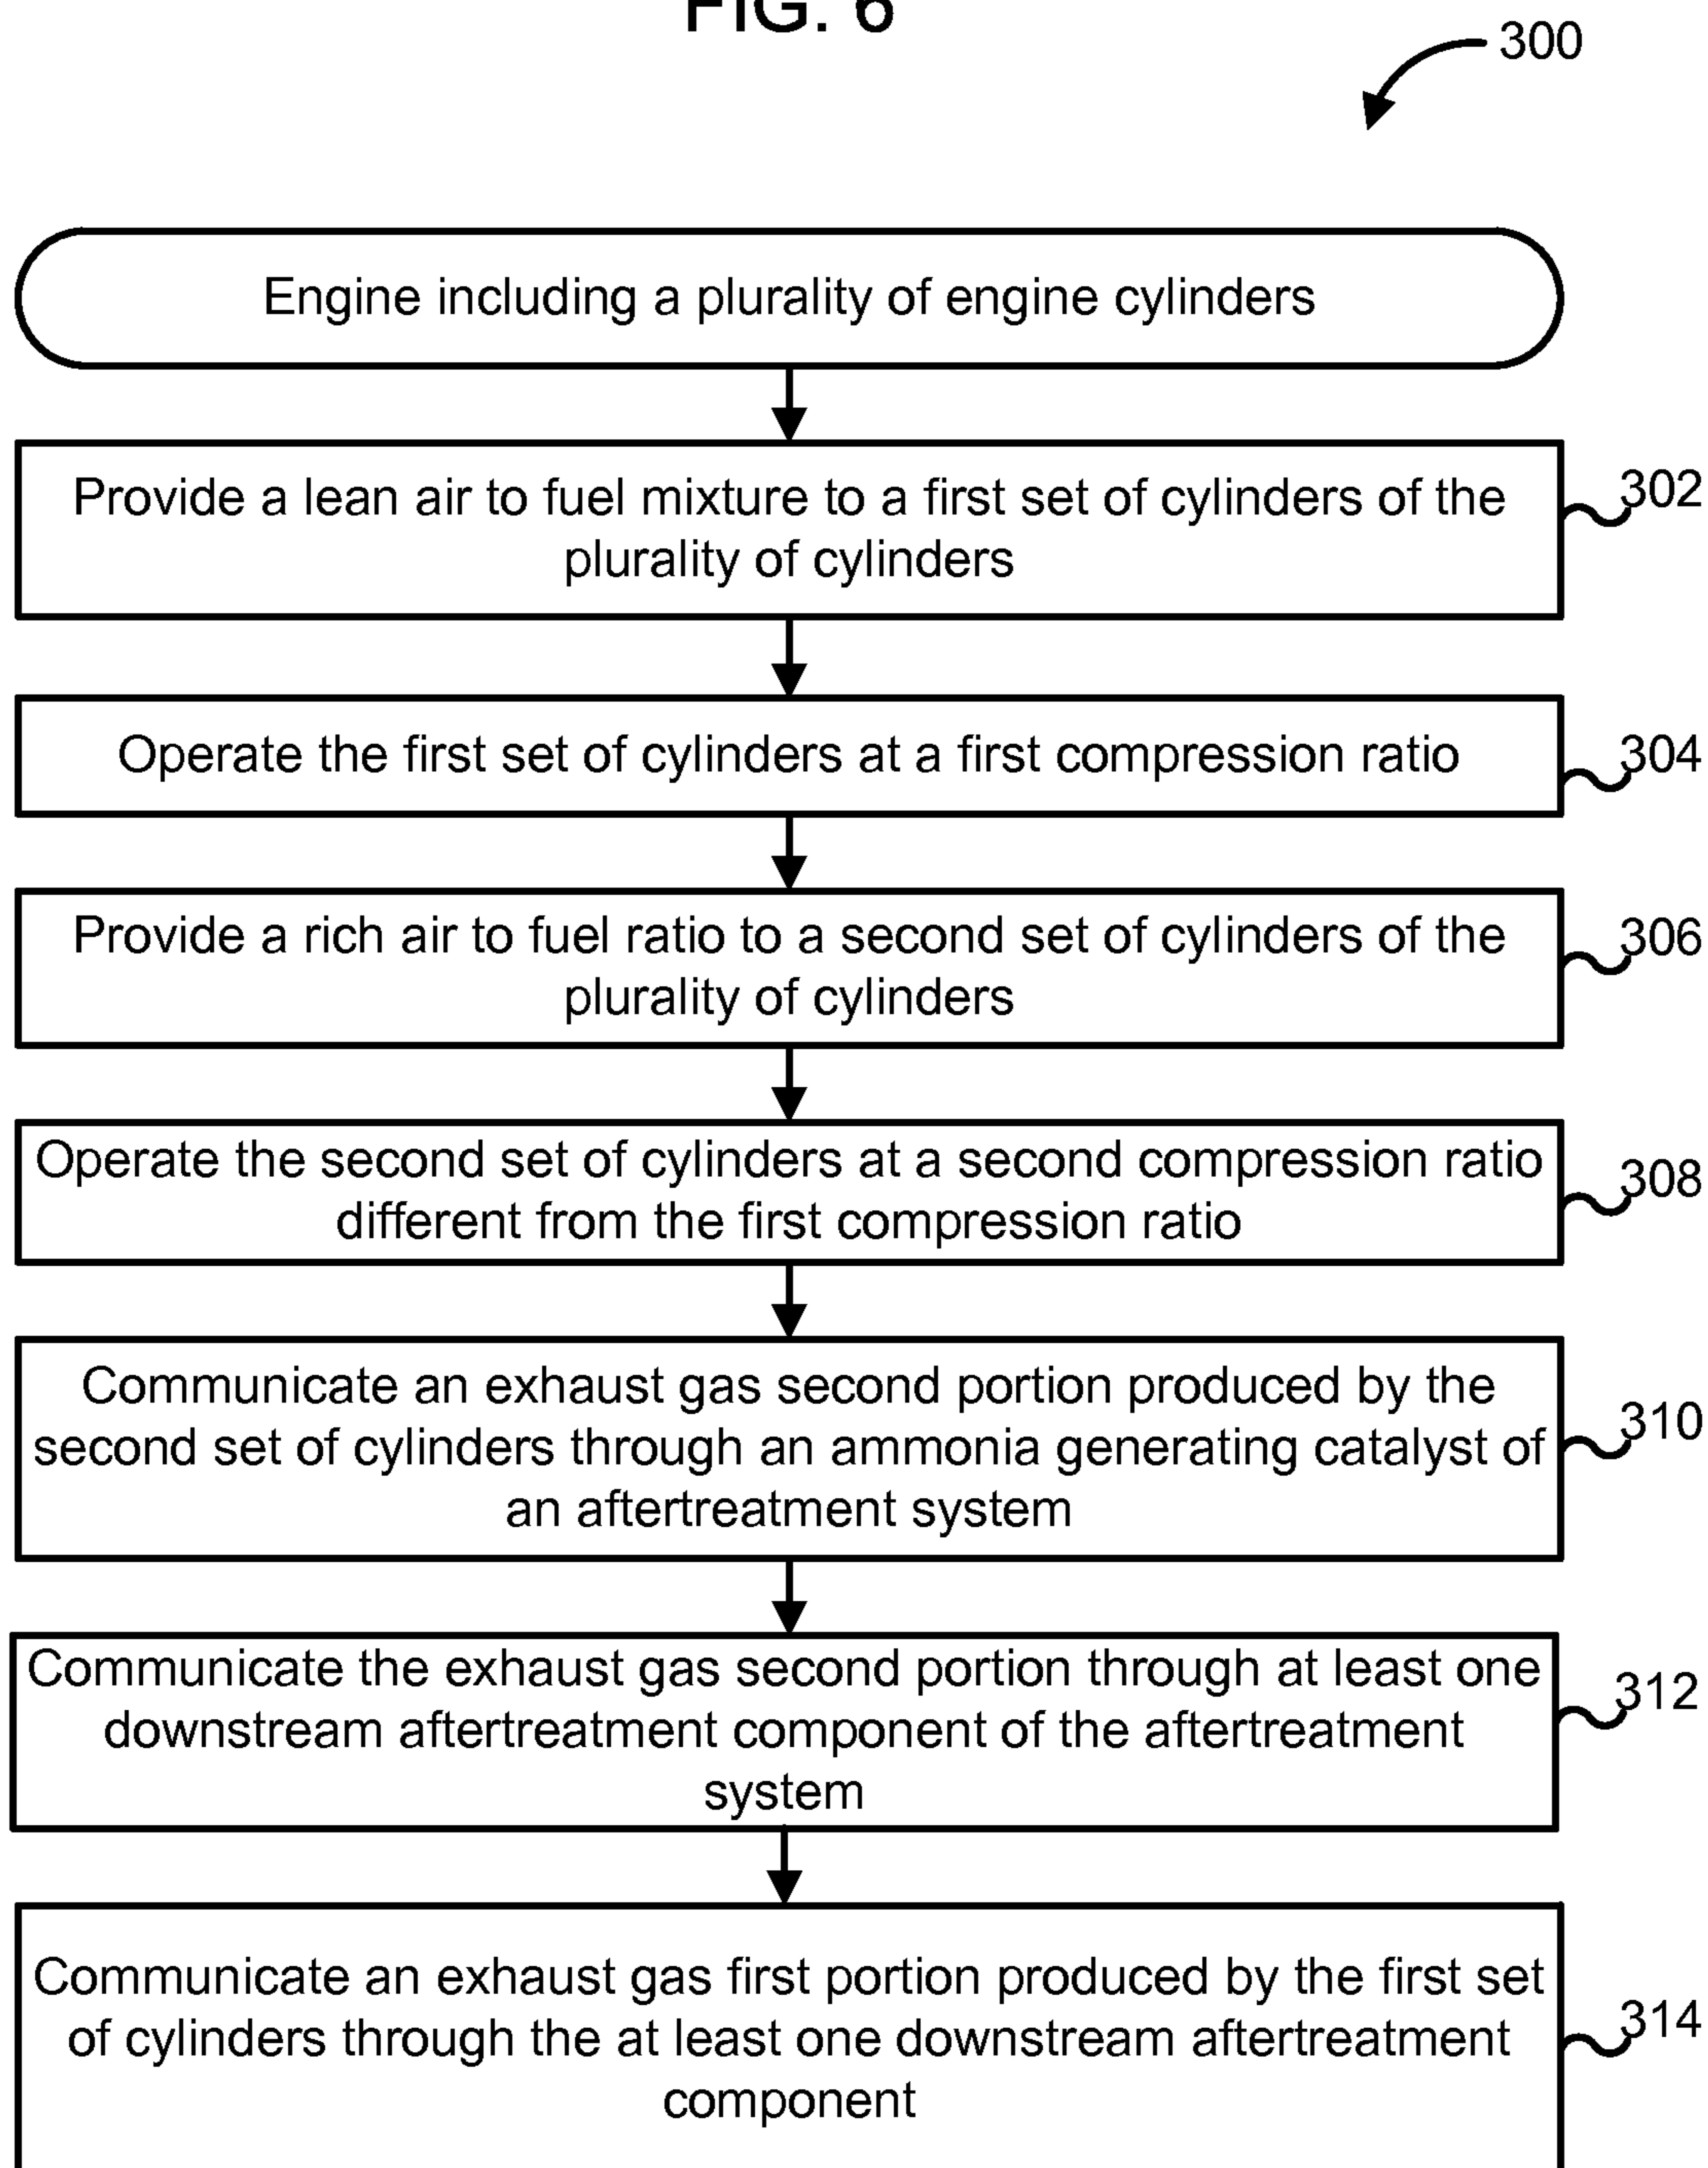 FIG. 6
300
Engine including a plurality of engine cylinders
Provide a lean air to fuel mixture to a first set of cylinders of the
plurality of cylinders
302
Operate the first set of cylinders at a first compression ratio
304
Provide a rich air to fuel ratio to a second set of cylinders of the
plurality of cylinders
306
Operate the second set of cylinders at a second compression ratio
different from the first compression ratio
308
Communicate an exhaust gas second portion produced by the
second set of cylinders through an ammonia generating catalyst of
an aftertreatment system
310
Communicate the exhaust gas second portion through at least one
downstream aftertreatment component of the aftertreatment
system
312
Communicate an exhaust gas first portion produced by the first set
of cylinders through the at least one downstream aftertreatment
component
314